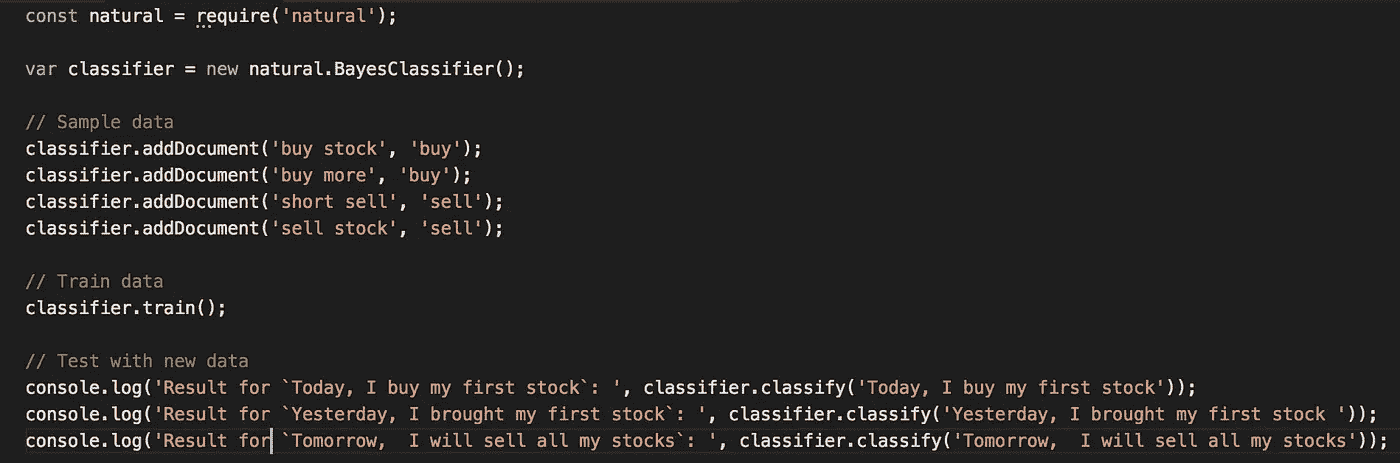 const natural = require('natural');
var classifier = new natural.BayesClassifier();
// Sample data
classifier.addDocument('buy stock', 'buy');
classifier.addDocument('buy more', 'buy');
classifier.addDocument('short sell', 'sell');
classifier.addDocument('sell stock', 'sell');
// Train data
classifier.train();
// Test with new data
console.log('Result for `Today, I buy my first stock`: ', classifier.classify('Today, I buy my first stock'));
console.log('Result for `Yesterday, I brought my first stock`: ', classifier.classify('Yesterday, I brought my first stock '));
console.log('Result for `Tomorrow,  I will sell all my stocks`: ', classifier.classify('Tomorrow,  I will sell all my stocks'));